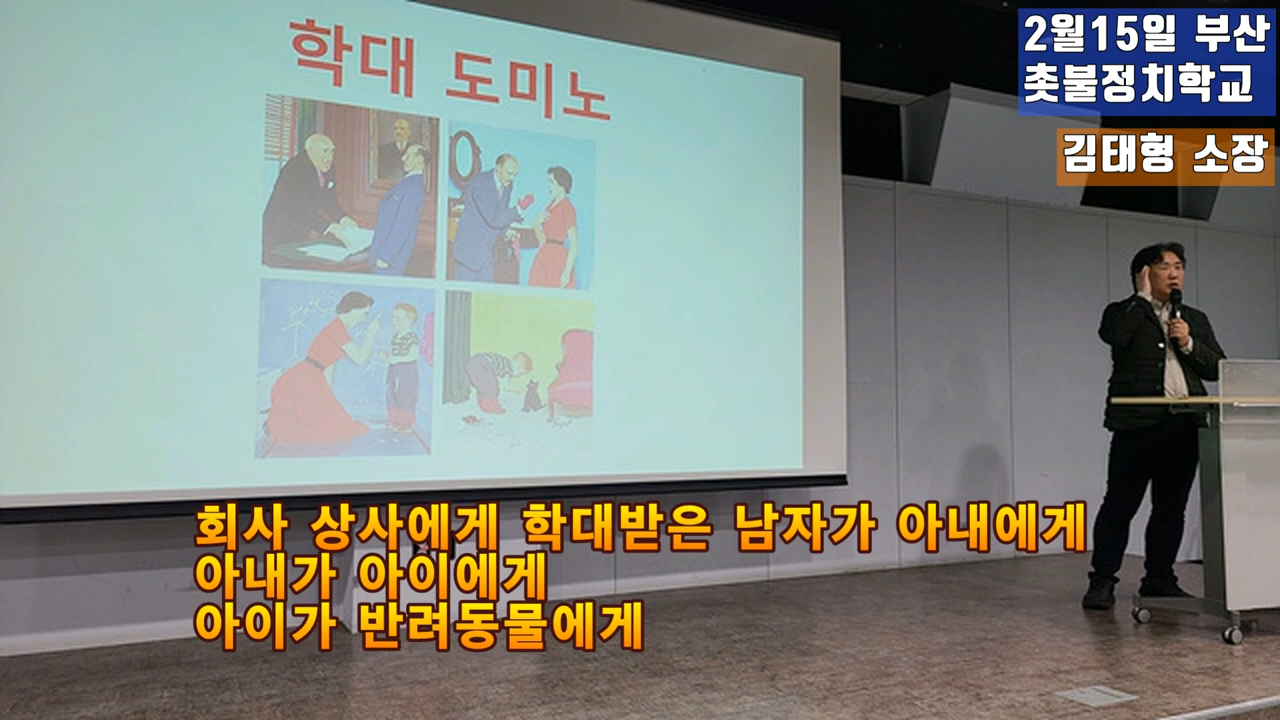 학대 도미노
2월15일 부산
촛불정치학교
김태형 소장
회사 상사에게 학대받은 남자가 아내에게
아내가 아이에게
아이가 반려동물에게